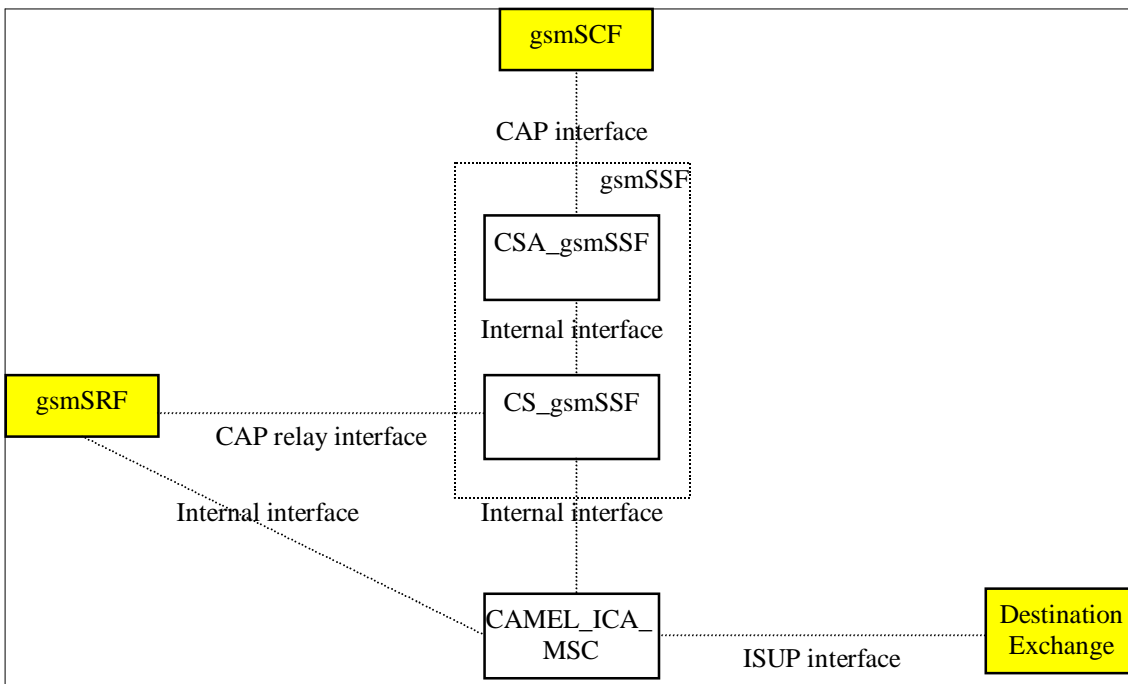 gsmSCF
CAP interface
gsmSSF
CSA_gsmSSF
Internal interface
gsmSRF
CS_gsmSSF
CAP relay interface
Internal interface
Internal interface
CAMEL_ICA_
MSC
Destination
Exchange
ISUP interface